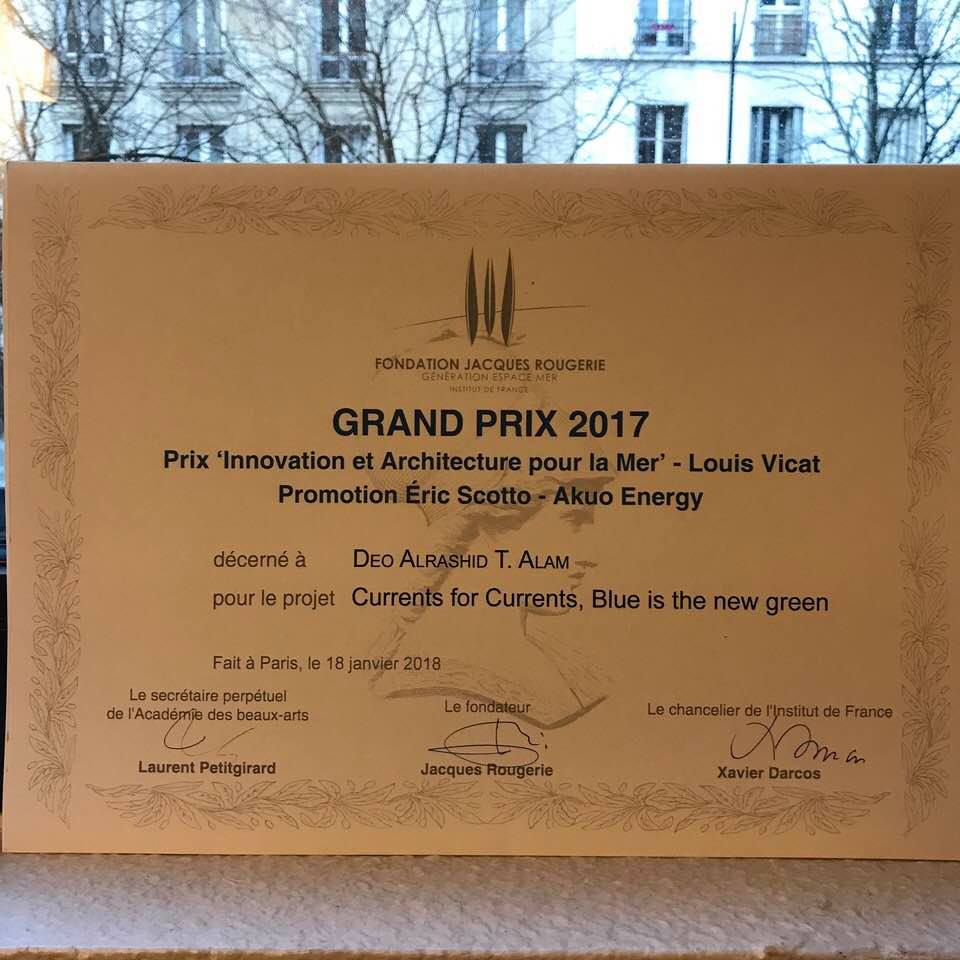 FONDATION JACQUES ROUGERIE
GÉNÉRATION ESPACE MER
INSTITUT DE FRANCE
GRAND PRIX 2017
Prix ‘Innovation et Architecture pour la Mer’ - Louis Vicat
Promotion Éric Scotto - Akuo Energy
décerné à DEO ALRASHID T. ALAM
pour le projet Currents for Currents, Blue is the new green
Fait à Paris, le 18 janvier 2018
Le secrétaire perpétuel
de l'Académie des beaux-arts
Laurent Petitgirard
Le fondateur
Jacques Rougerie
Le chancelier de l'Institut de France
Xavier Darcos